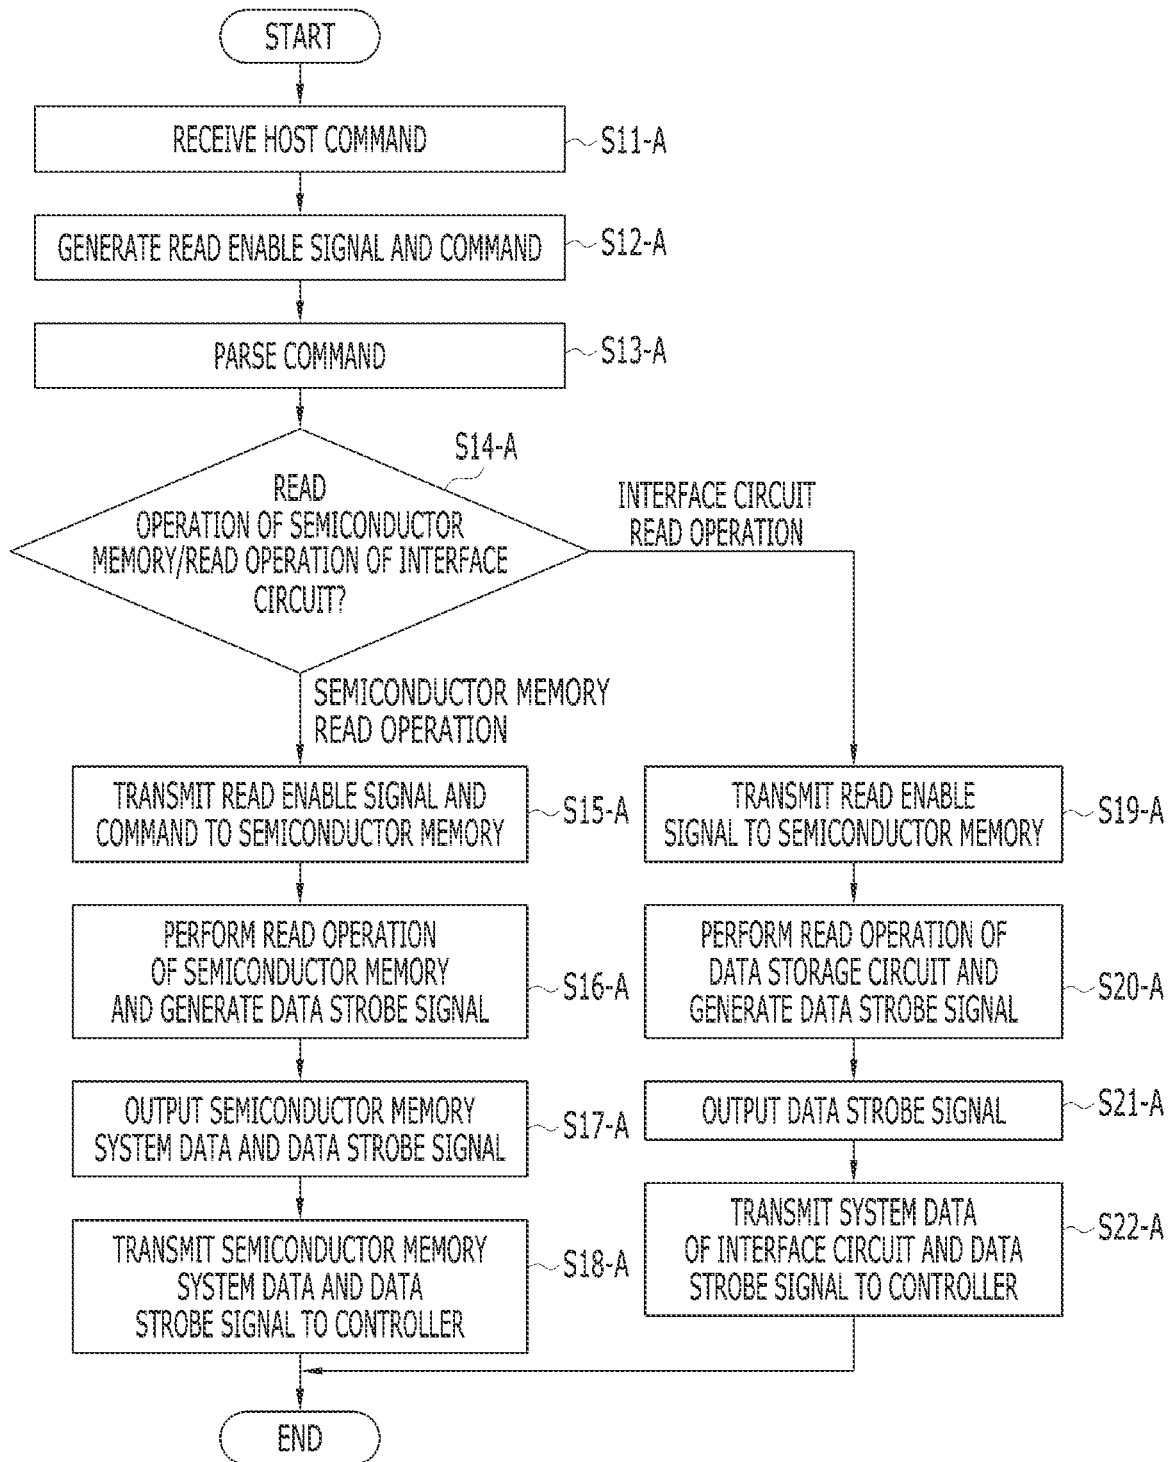 START
RECEIVE HOST COMMAND
S11-A
GENERATE READ ENABLE SIGNAL AND COMMAND
S12-A
PARSE COMMAND
S13-A
S14-A
READ
OPERATION OF SEMICONDUCTOR
MEMORY/READ OPERATION OF INTERFACE
CIRCUIT?
INTERFACE CIRCUIT
READ OPERATION
SEMICONDUCTOR MEMORY
READ OPERATION
TRANSMIT READ ENABLE SIGNAL AND
COMMAND TO SEMICONDUCTOR MEMORY
S15-A
PERFORM READ OPERATION
OF SEMICONDUCTOR MEMORY
AND GENERATE DATA STROBE SIGNAL
S16-A
OUTPUT SEMICONDUCTOR MEMORY
SYSTEM DATA AND DATA STROBE SIGNAL
S17-A
TRANSMIT SEMICONDUCTOR MEMORY
SYSTEM DATA AND DATA
STROBE SIGNAL TO CONTROLLER
S18-A
TRANSMIT READ ENABLE
SIGNAL TO SEMICONDUCTOR MEMORY
S19-A
PERFORM READ OPERATION OF
DATA STORAGE CIRCUIT AND
GENERATE DATA STROBE SIGNAL
S20-A
OUTPUT DATA STROBE SIGNAL
S21-A
TRANSMIT SYSTEM DATA
OF INTERFACE CIRCUIT AND DATA
STROBE SIGNAL TO CONTROLLER
S22-A
END